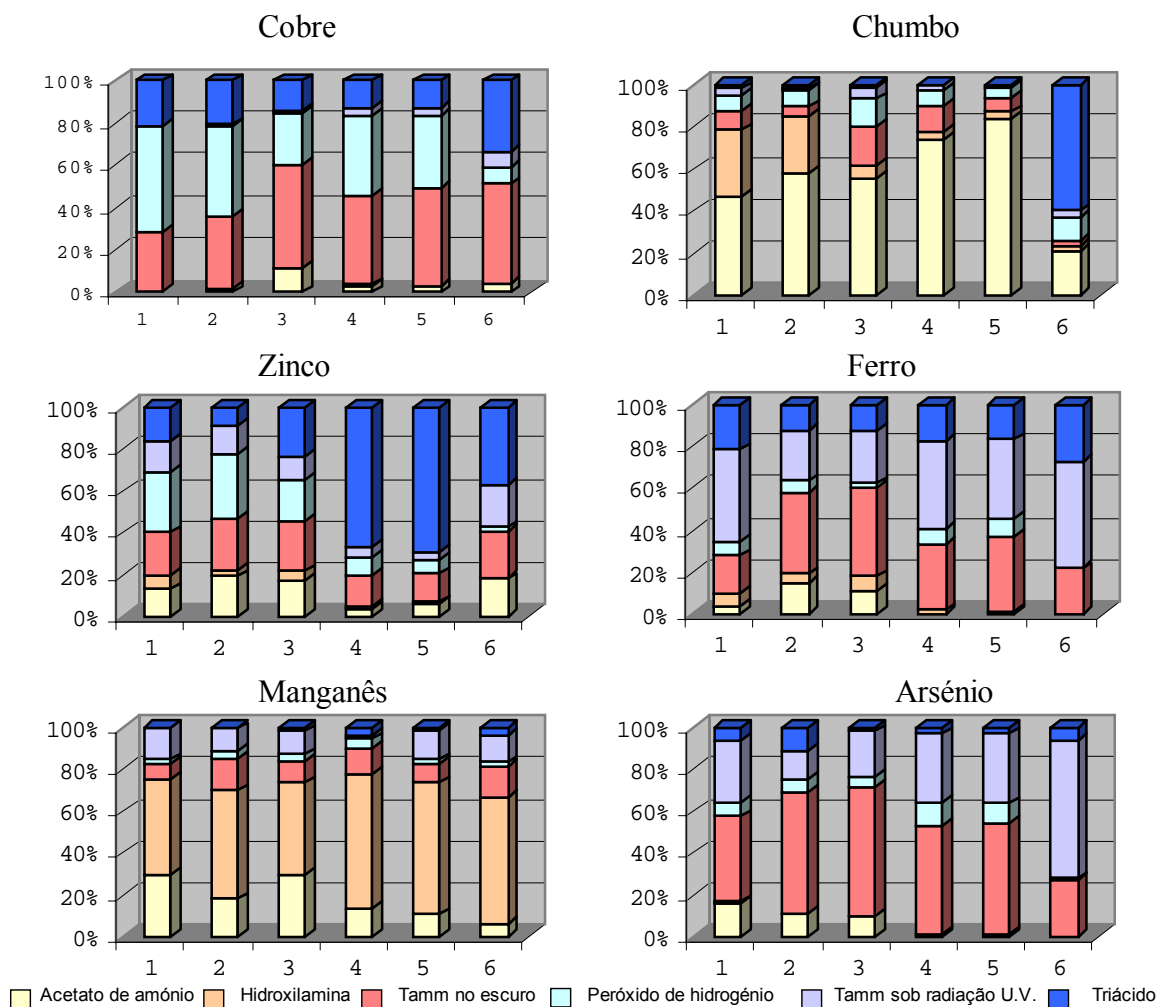 Cobre
100%
80%
60%
40%
20%
0%
1 2 3 4 5 6
Chumbo
100%
80%
60%
40%
20%
0%
1 2 3 4 5 6
Zinco
100%
80%
60%
40%
20%
0%
1 2 3 4 5 6
Ferro
100%
80%
60%
40%
20%
0%
1 2 3 4 5 6
Manganês
100%
80%
60%
40%
20%
0%
1 2 3 4 5 6
Arsénio
100%
80%
60%
40%
20%
0%
1 2 3 4 5 6
Acetato de amónio Hidroxilamina Tamm no escuro Peróxido de hidrogénio Tamm sob radiação U.V. Triácido